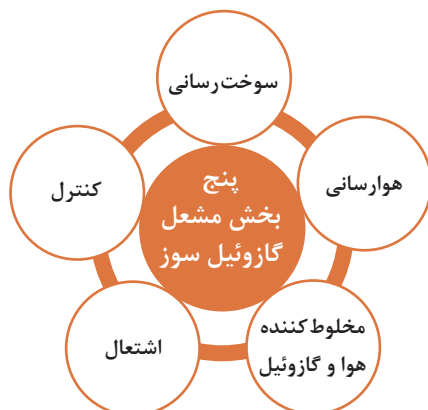 پنج
بخش مشعل
گازوئیل سوز
سوخت‌رسانی
هوارسانی
مخلوط‌کننده
هوا و گازوئیل
اشتعال
کنترل